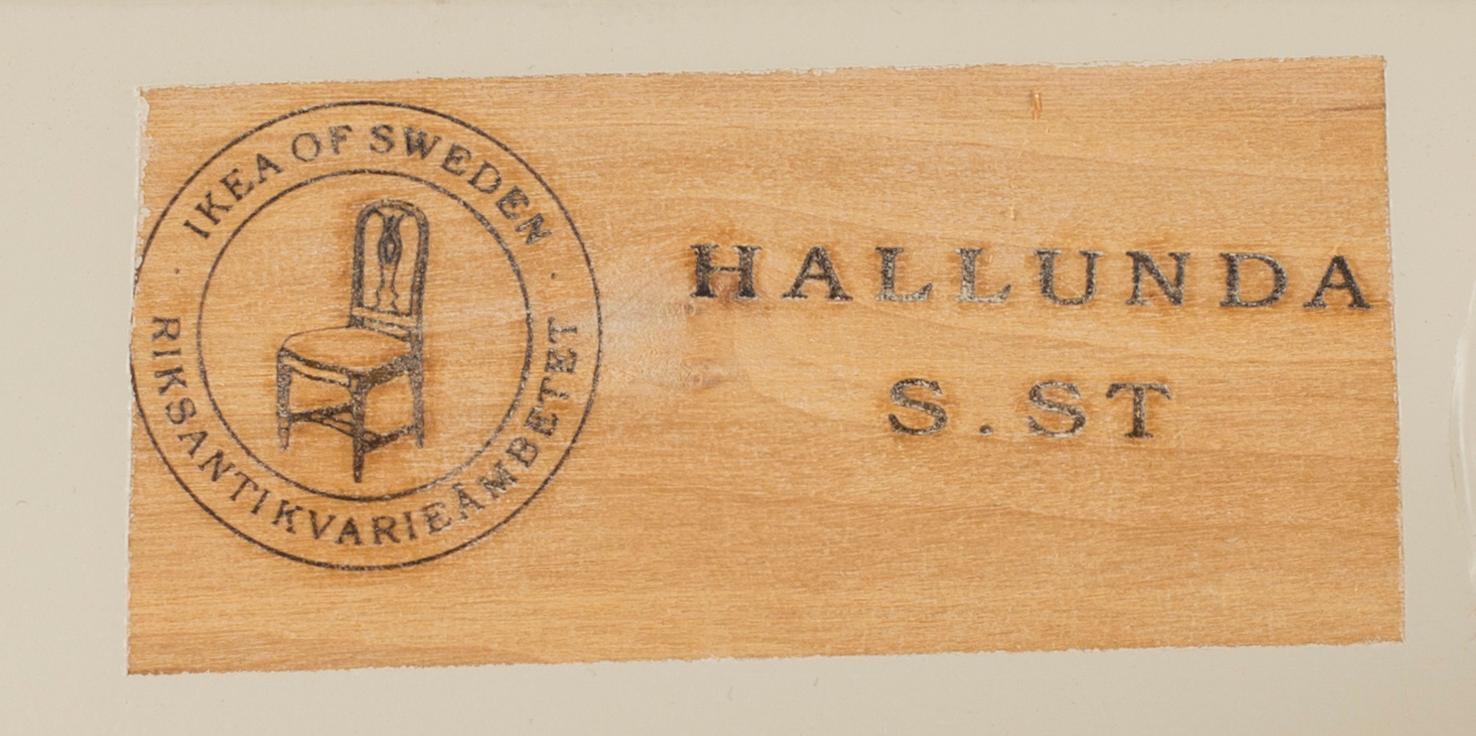 IKEA OF SWEDEN
· RIKSANTIKVARIEÄMBETET ·
HALLUNDA
S.ST